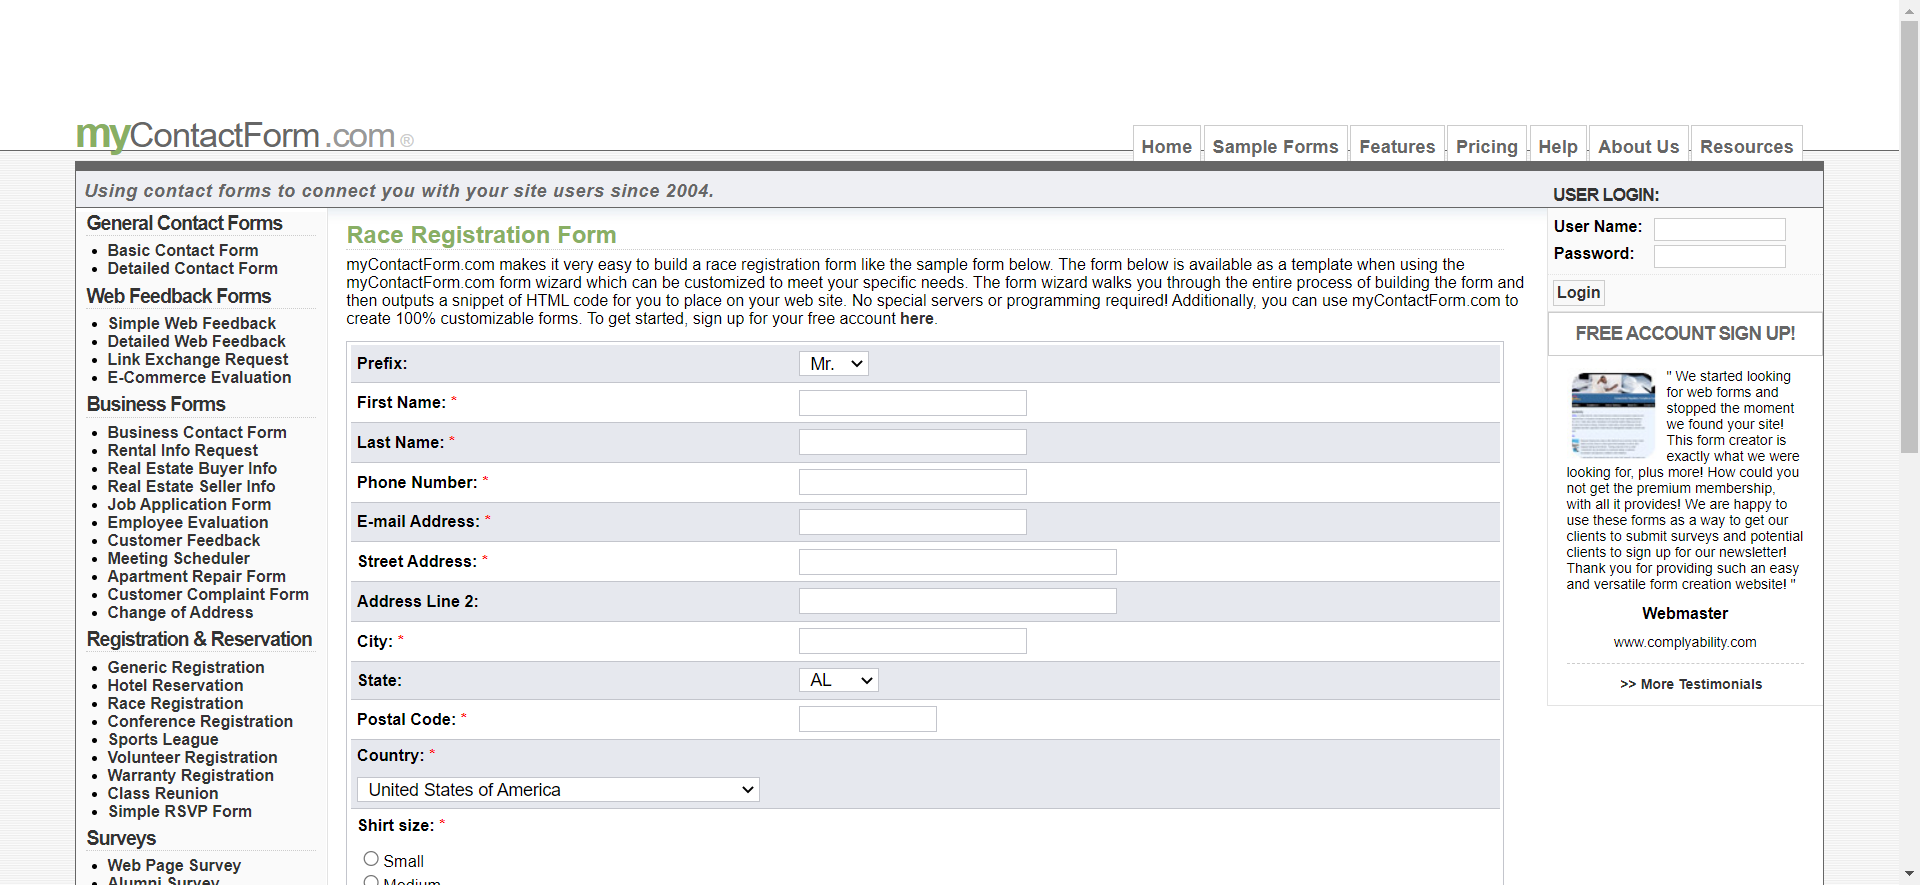 myContactForm.com®
Home
Sample Forms
Features
Pricing
Help
About Us
Resources
Using contact forms to connect you with your site users since 2004.
USER LOGIN:
General Contact Forms
Basic Contact Form
Detailed Contact Form
Web Feedback Forms
Simple Web Feedback
Detailed Web Feedback
Link Exchange Request
E-Commerce Evaluation
Business Forms
Business Contact Form
Rental Info Request
Real Estate Buyer Info
Real Estate Seller Info
Job Application Form
Employee Evaluation
Customer Feedback
Meeting Scheduler
Apartment Repair Form
Customer Complaint Form
Change of Address
Registration & Reservation
Generic Registration
Hotel Reservation
Race Registration
Conference Registration
Sports League
Volunteer Registration
Warranty Registration
Class Reunion
Simple RSVP Form
Surveys
Web Page Survey
Alumni Survey
Race Registration Form
myContactForm.com makes it very easy to build a race registration form like the sample form below. The form below is available as a template when using the
myContactForm.com form wizard which can be customized to meet your specific needs. The form wizard walks you through the entire process of building the form and
then outputs a snippet of HTML code for you to place on your web site. No special servers or programming required! Additionally, you can use myContactForm.com to
create 100% customizable forms. To get started, sign up for your free account here.
Prefix: Mr.
First Name: *
Last Name: *
Phone Number: *
E-mail Address: *
Street Address: *
Address Line 2:
City: *
State: AL
Postal Code: *
Country: *
United States of America
Shirt size: *
Small
Medium
User Name:
Password:
Login
FREE ACCOUNT SIGN UP!
" We started looking
for web forms and
stopped the moment
we found your site!
This form creator is
exactly what we were
looking for, plus more! How could you
not get the premium membership,
with all it provides! We are happy to
use these forms as a way to get our
clients to submit surveys and potential
clients to sign up for our newsletter!
Thank you for providing such an easy
and versatile form creation website! "
Webmaster
www.complyability.com
>> More Testimonials